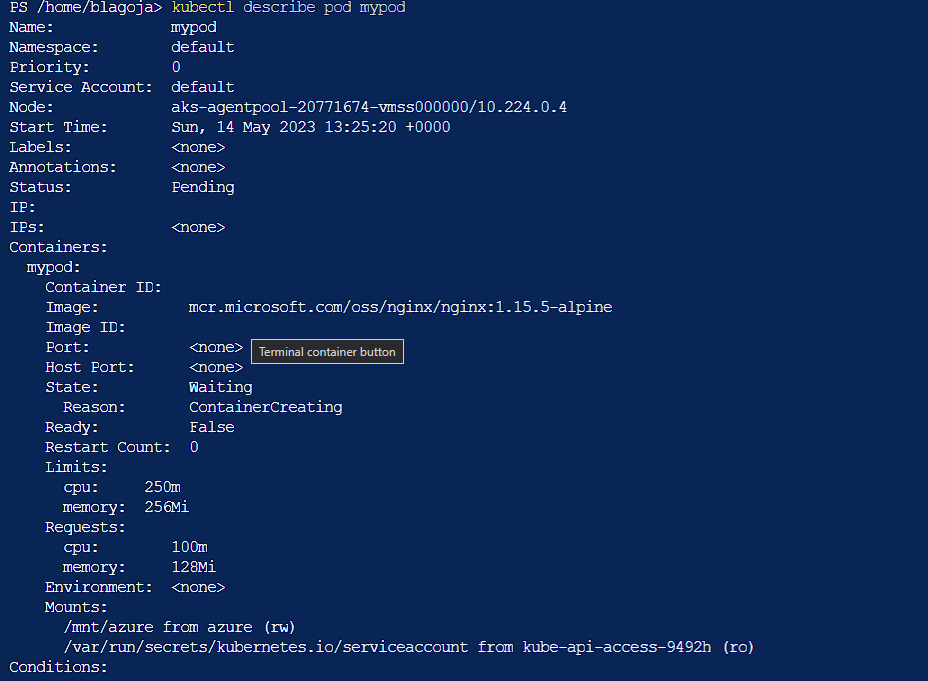 PS /home/blagoja> kubectl describe pod mypod
Name:             mypod
Namespace:        default
Priority:         0
Service Account:  default
Node:             aks-agentpool-20771674-vmss000000/10.224.0.4
Start Time:       Sun, 14 May 2023 13:25:20 +0000
Labels:           <none>
Annotations:      <none>
Status:           Pending
IP:
IPs:              <none>
Containers:
  mypod:
    Container ID:
    Image:          mcr.microsoft.com/oss/nginx/nginx:1.15.5-alpine
    Image ID:
    Port:           <none>
Terminal container button
    Host Port:      <none>
    State:          Waiting
      Reason:       ContainerCreating
    Ready:          False
    Restart Count:  0
    Limits:
      cpu:     250m
      memory:  256Mi
    Requests:
      cpu:        100m
      memory:     128Mi
    Environment:  <none>
    Mounts:
      /mnt/azure from azure (rw)
      /var/run/secrets/kubernetes.io/serviceaccount from kube-api-access-9492h (ro)
Conditions: